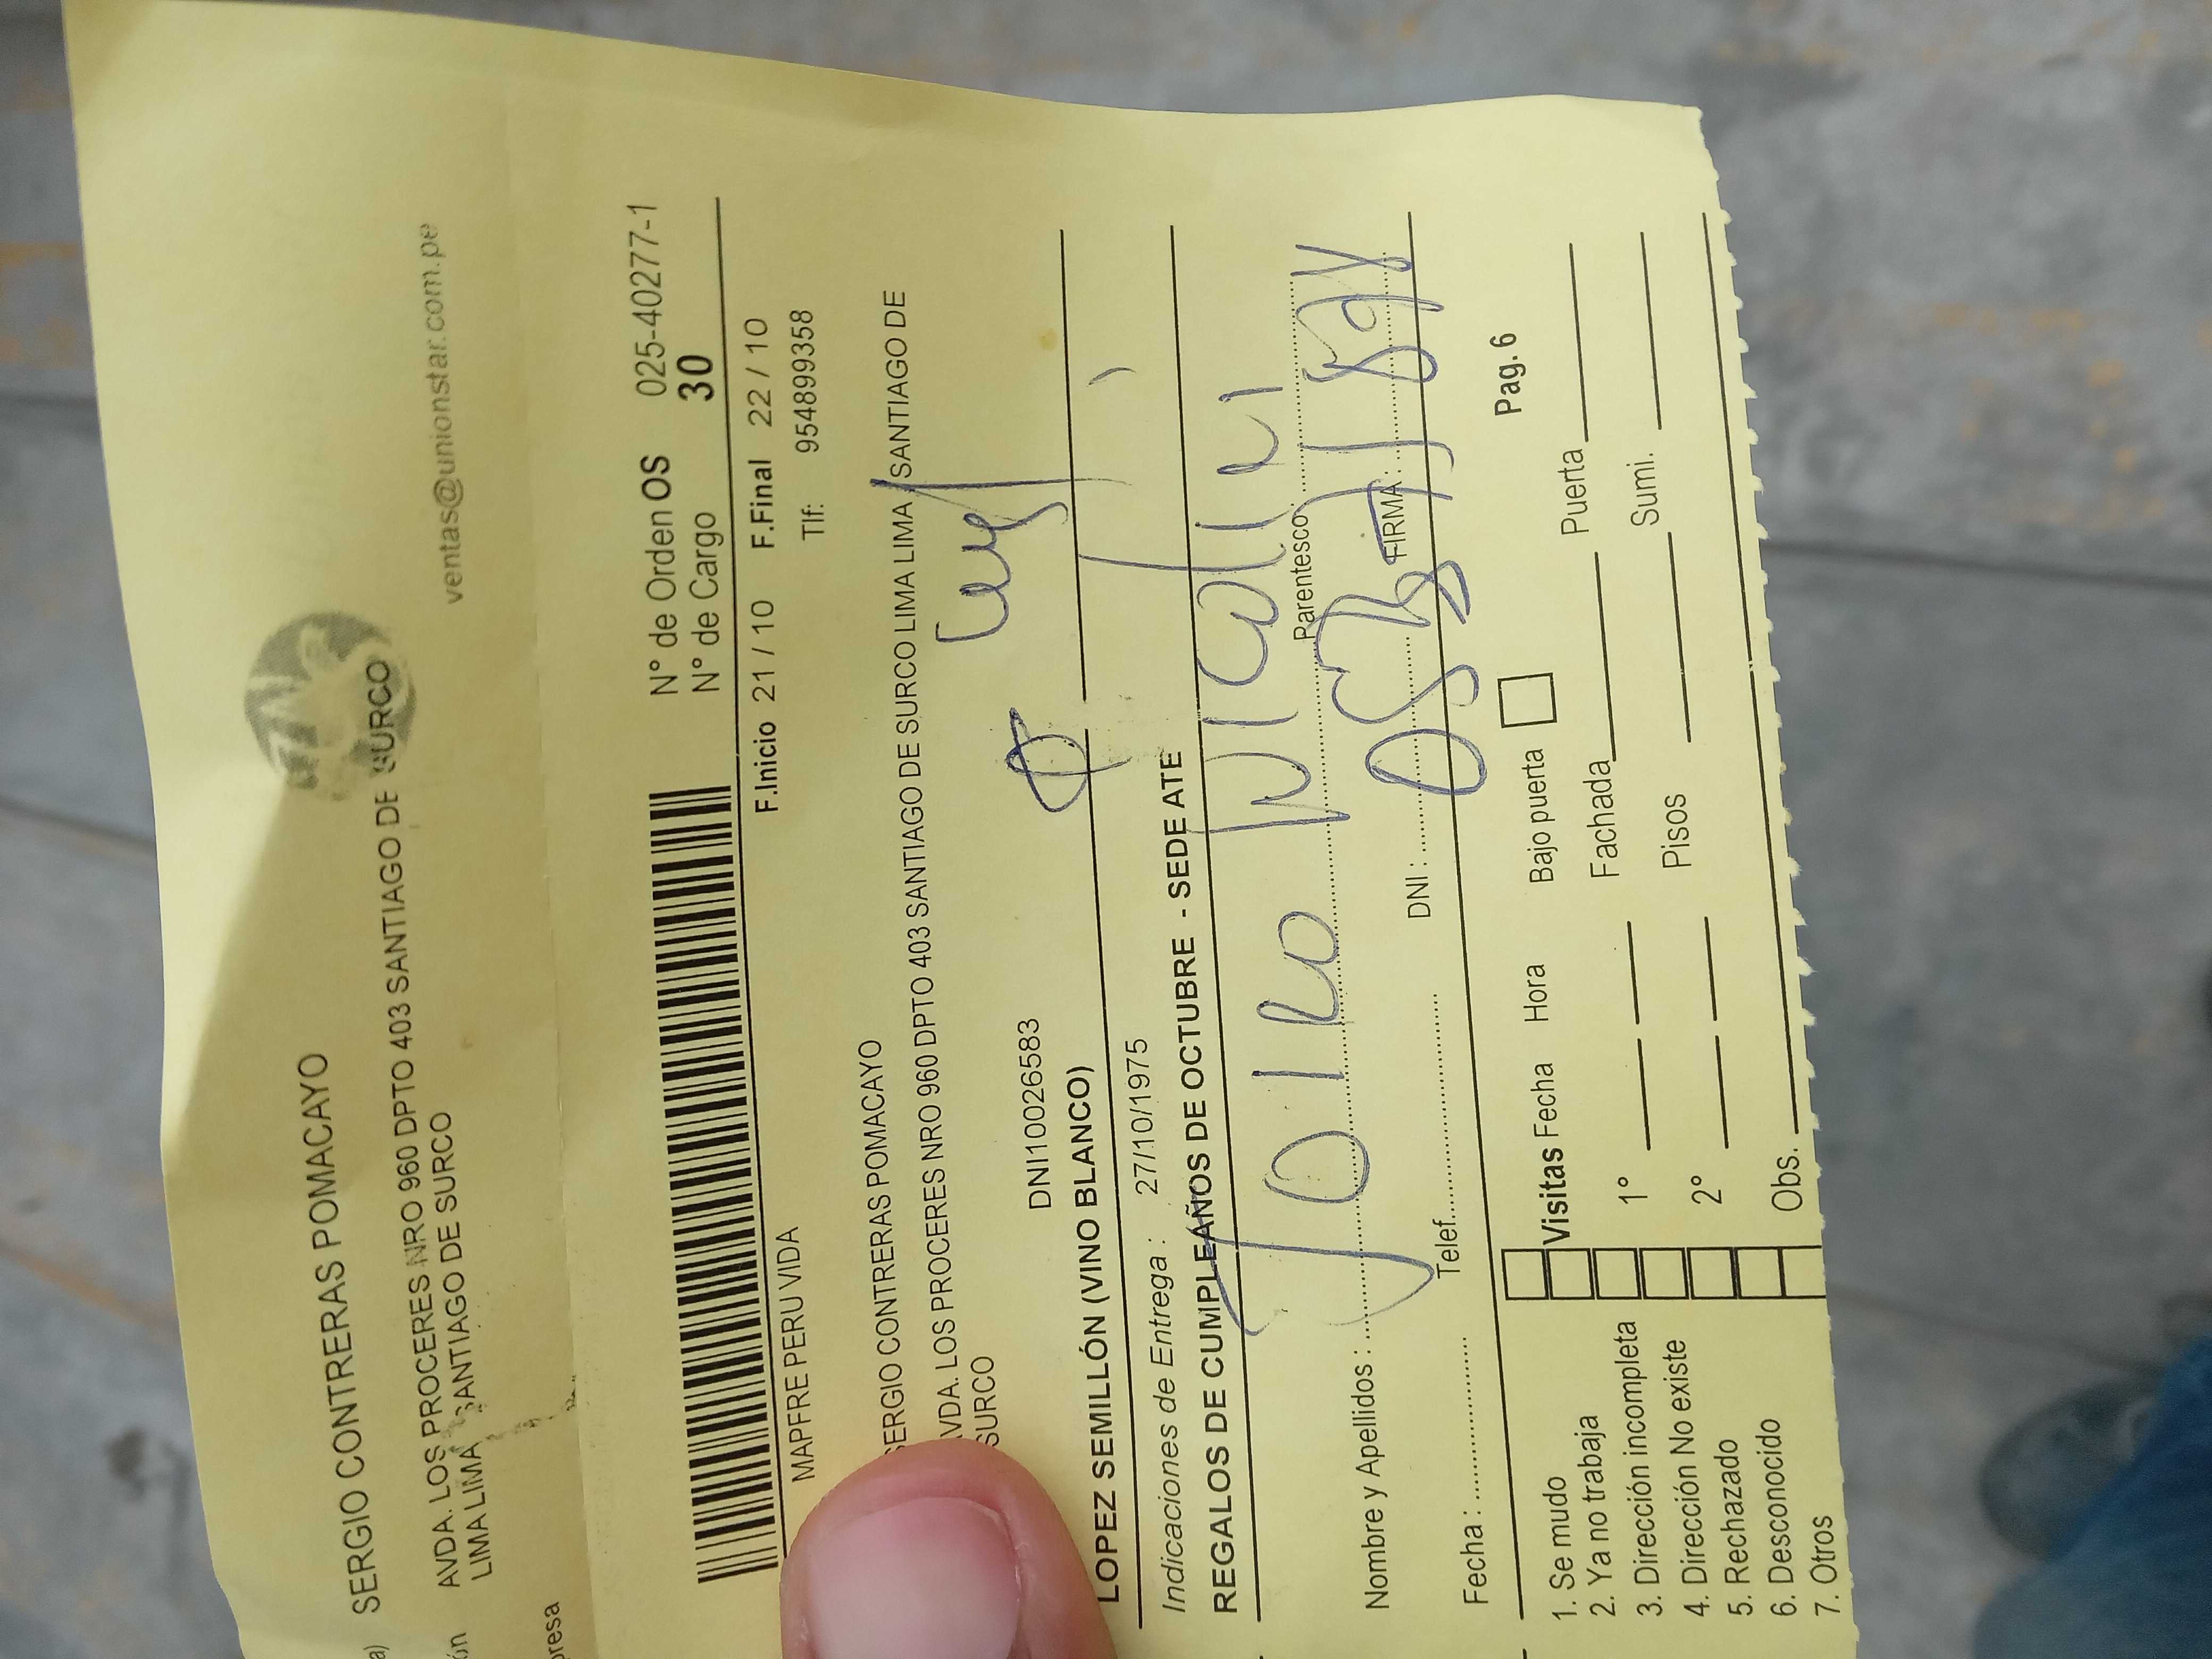 a) SERGIO CONTRERAS POMACAYO
ón AVDA. LOS PROCERES NRO 960 DPTO 403 SANTIAGO DE SURCO
LIMA LIMA SANTIAGO DE SURCO
presa
ventas@unionstar.com.pe
N° de Orden OS 025-40277-1
N° de Cargo 30
F.Inicio 21 / 10 F.Final 22 / 10
MAPFRE PERU VIDA Tlf: 954899358
SERGIO CONTRERAS POMACAYO
AVDA. LOS PROCERES NRO 960 DPTO 403 SANTIAGO DE SURCO LIMA LIMA SANTIAGO DE
SURCO
DNI10026583
LOPEZ SEMILLÓN (VINO BLANCO)
Indicaciones de Entrega : 27/10/1975
REGALOS DE CUMPLEAÑOS DE OCTUBRE - SEDE ATE
Nombre y Apellidos : JAIRO Parentesco
Telef. DNI : FIRMA :
Fecha :
Pag. 6
1. Se mudo
2. Ya no trabaja
3. Dirección incompleta
4. Dirección No existe
5. Rechazado
6. Desconocido
7. Otros
Visitas Fecha Hora Bajo puerta
1° Fachada Puerta
2° Pisos Sumi.
Obs.